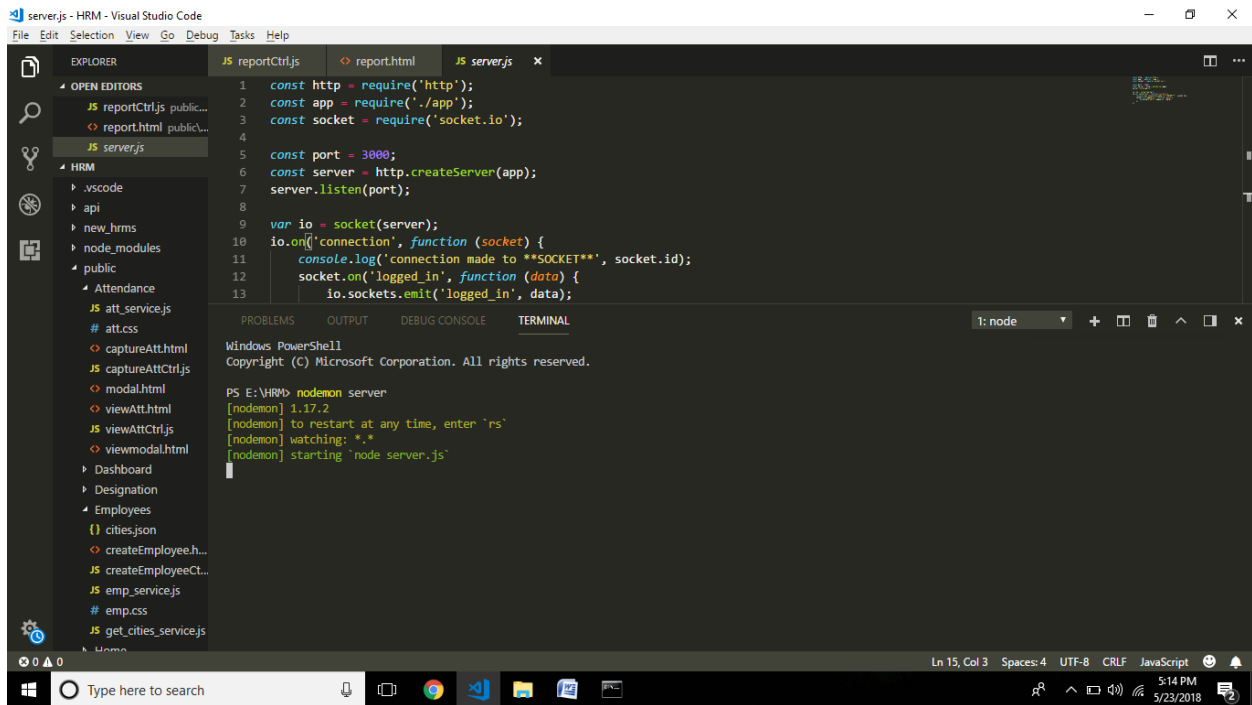 server.js - HRM - Visual Studio Code
File Edit Selection View Go Debug Tasks Help
EXPLORER
OPEN EDITORS
JS reportCtrl.js public...
<> report.html public\...
JS server.js
HRM
.vscode
api
new_hrms
node_modules
public
Attendance
JS att_service.js
# att.css
<> captureAtt.html
JS captureAttCtrl.js
<> modal.html
<> viewAtt.html
JS viewAttCtrl.js
<> viewmodal.html
Dashboard
Designation
Employees
{} cities.json
<> createEmployee.h...
JS createEmployeeCt...
JS emp_service.js
# emp.css
JS get_cities_service.js
Home
JS reportCtrl.js <> report.html JS server.js
1 const http = require('http');
2 const app = require('./app');
3 const socket = require('socket.io');
4
5 const port = 3000;
6 const server = http.createServer(app);
7 server.listen(port);
8
9 var io = socket(server);
10 io.on('connection', function (socket) {
11 console.log('connection made to **SOCKET**', socket.id);
12 socket.on('logged_in', function (data) {
13 io.sockets.emit('logged_in', data);
PROBLEMS OUTPUT DEBUG CONSOLE TERMINAL 1: node
Windows PowerShell
Copyright (C) Microsoft Corporation. All rights reserved.
PS E:\HRM> nodemon server
[nodemon] 1.17.2
[nodemon] to restart at any time, enter `rs`
[nodemon] watching: *.*
[nodemon] starting `node server.js`
0 0 Ln 15, Col 3 Spaces: 4 UTF-8 CRLF JavaScript
Type here to search
5:14 PM
5/23/2018
2